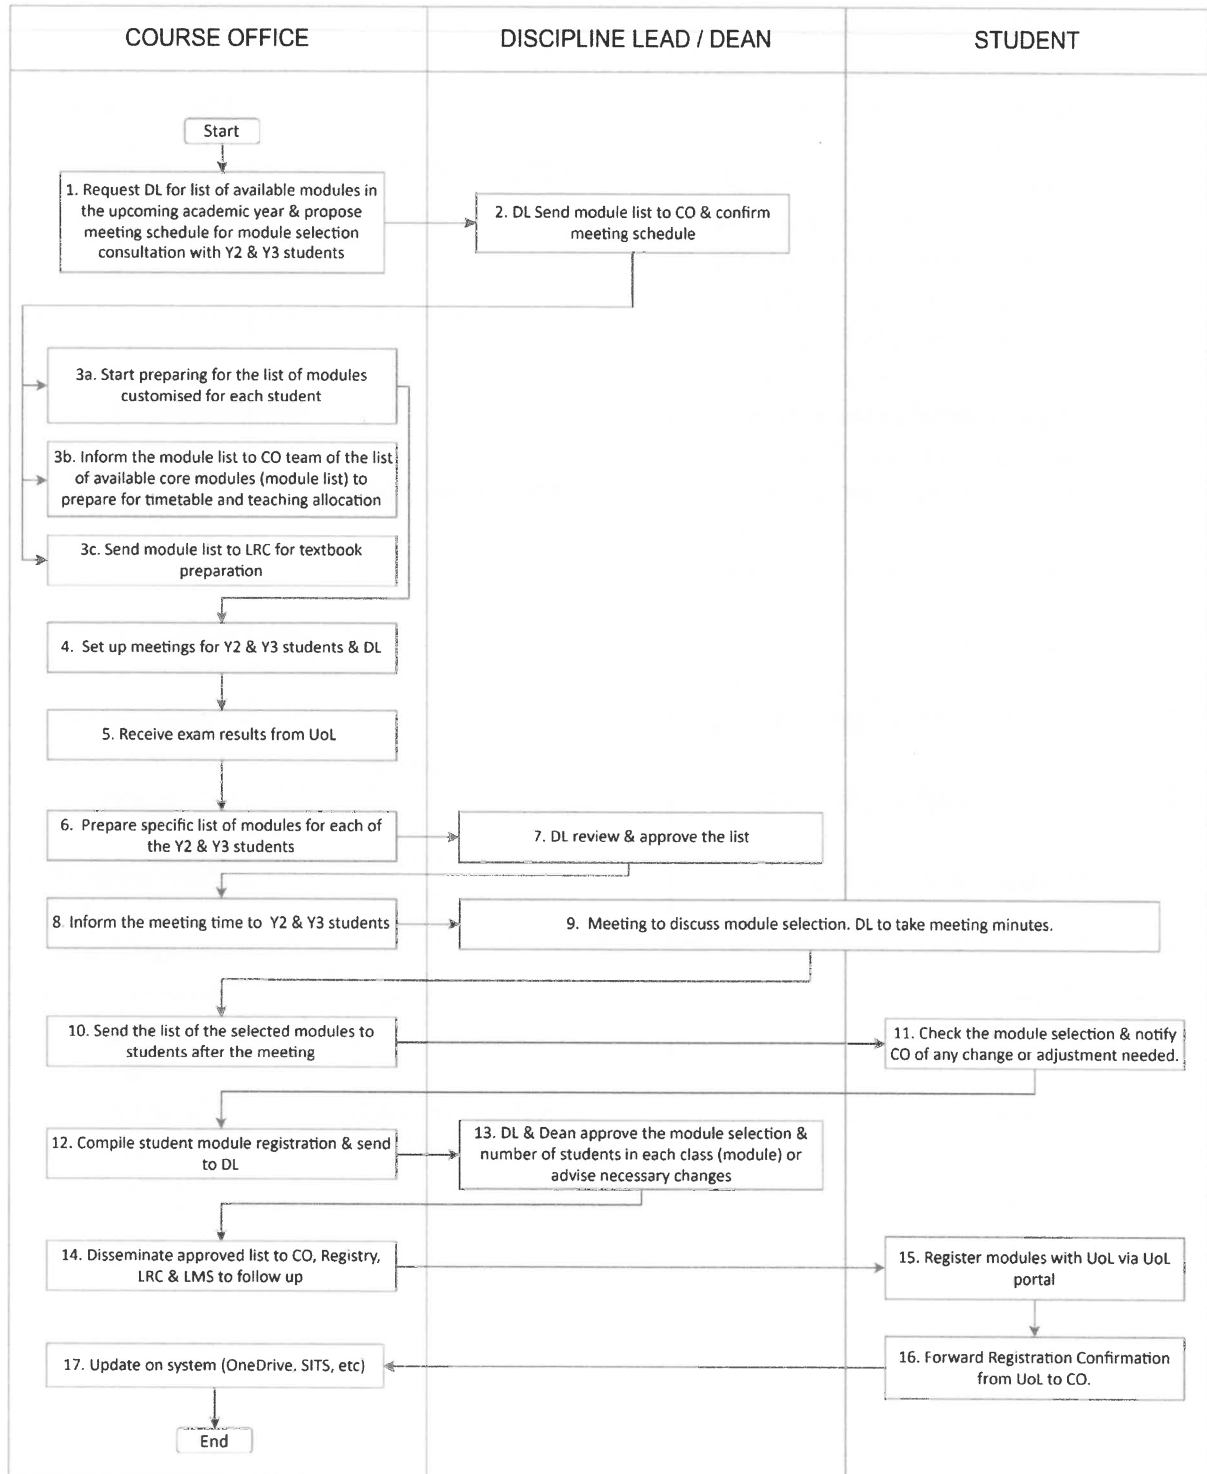 COURSE OFFICE
DISCIPLINE LEAD / DEAN
STUDENT
Start
1. Request DL for list of available modules in
the upcoming academic year & propose
meeting schedule for module selection
consultation with Y2 & Y3 students
2. DL Send module list to CO & confirm
meeting schedule
3a. Start preparing for the list of modules
customised for each student
3b. Inform the module list to CO team of the list
of available core modules (module list) to
prepare for timetable and teaching allocation
3c. Send module list to LRC for textbook
preparation
4. Set up meetings for Y2 & Y3 students & DL
5. Receive exam results from UoL
6. Prepare specific list of modules for each of
the Y2 & Y3 students
7. DL review & approve the list
8. Inform the meeting time to Y2 & Y3 students
9. Meeting to discuss module selection. DL to take meeting minutes.
10. Send the list of the selected modules to
students after the meeting
11. Check the module selection & notify
CO of any change or adjustment needed.
12. Compile student module registration & send
to DL
13. DL & Dean approve the module selection &
number of students in each class (module) or
advise necessary changes
14. Disseminate approved list to CO, Registry,
LRC & LMS to follow up
15. Register modules with UoL via UoL
portal
16. Forward Registration Confirmation
from UoL to CO.
17. Update on system (OneDrive, SITS, etc)
End